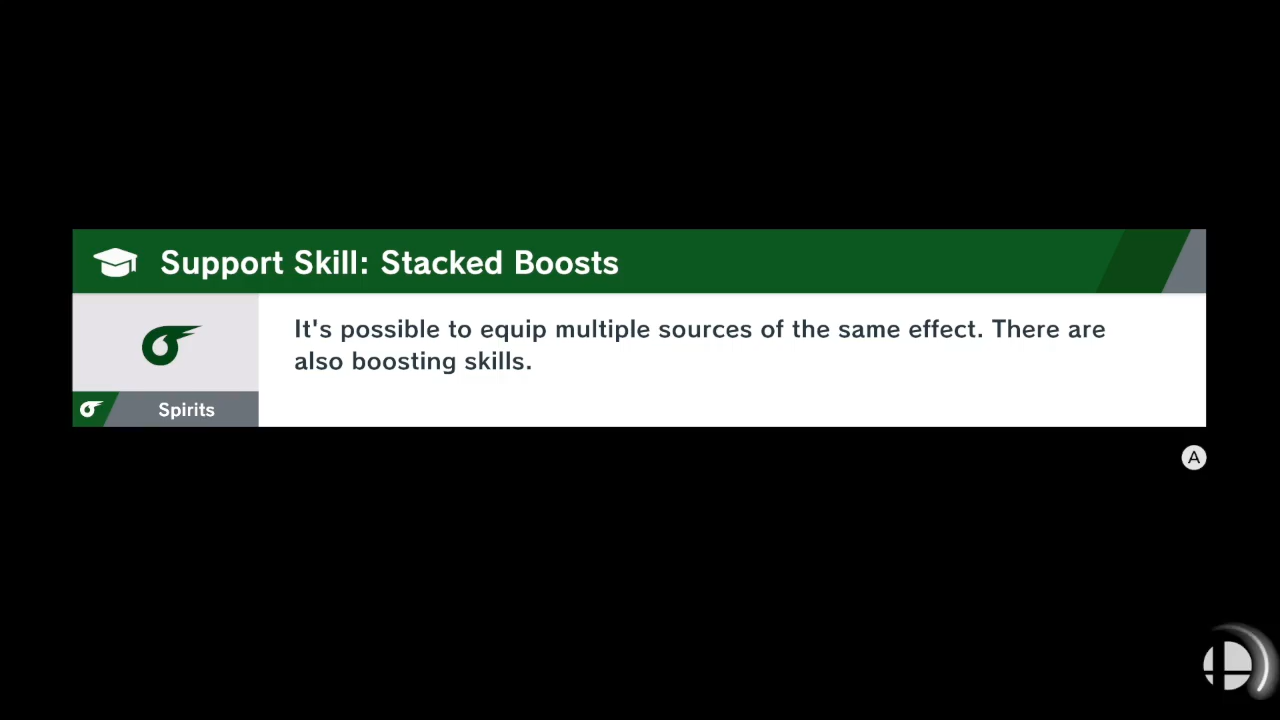 Support Skill: Stacked Boosts
It's possible to equip multiple sources of the same effect. There are
also boosting skills.
Spirits
A